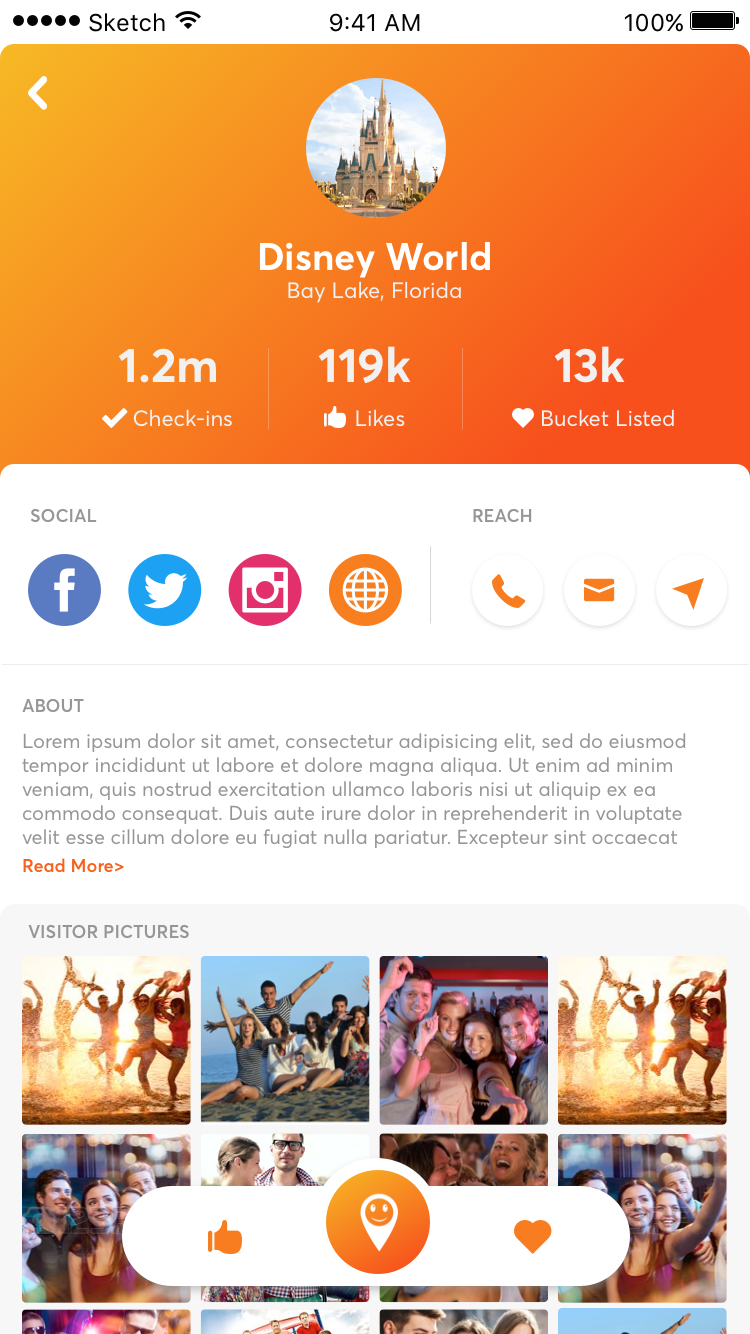 Sketch 9:41 AM 100%
Disney World
Bay Lake, Florida
1.2m 119k 13k
Check-ins Likes Bucket Listed
SOCIAL REACH
ABOUT
Lorem ipsum dolor sit amet, consectetur adipisicing elit, sed do eiusmod
tempor incididunt ut labore et dolore magna aliqua. Ut enim ad minim
veniam, quis nostrud exercitation ullamco laboris nisi ut aliquip ex ea
commodo consequat. Duis aute irure dolor in reprehenderit in voluptate
velit esse cillum dolore eu fugiat nulla pariatur. Excepteur sint occaecat
Read More>
VISITOR PICTURES